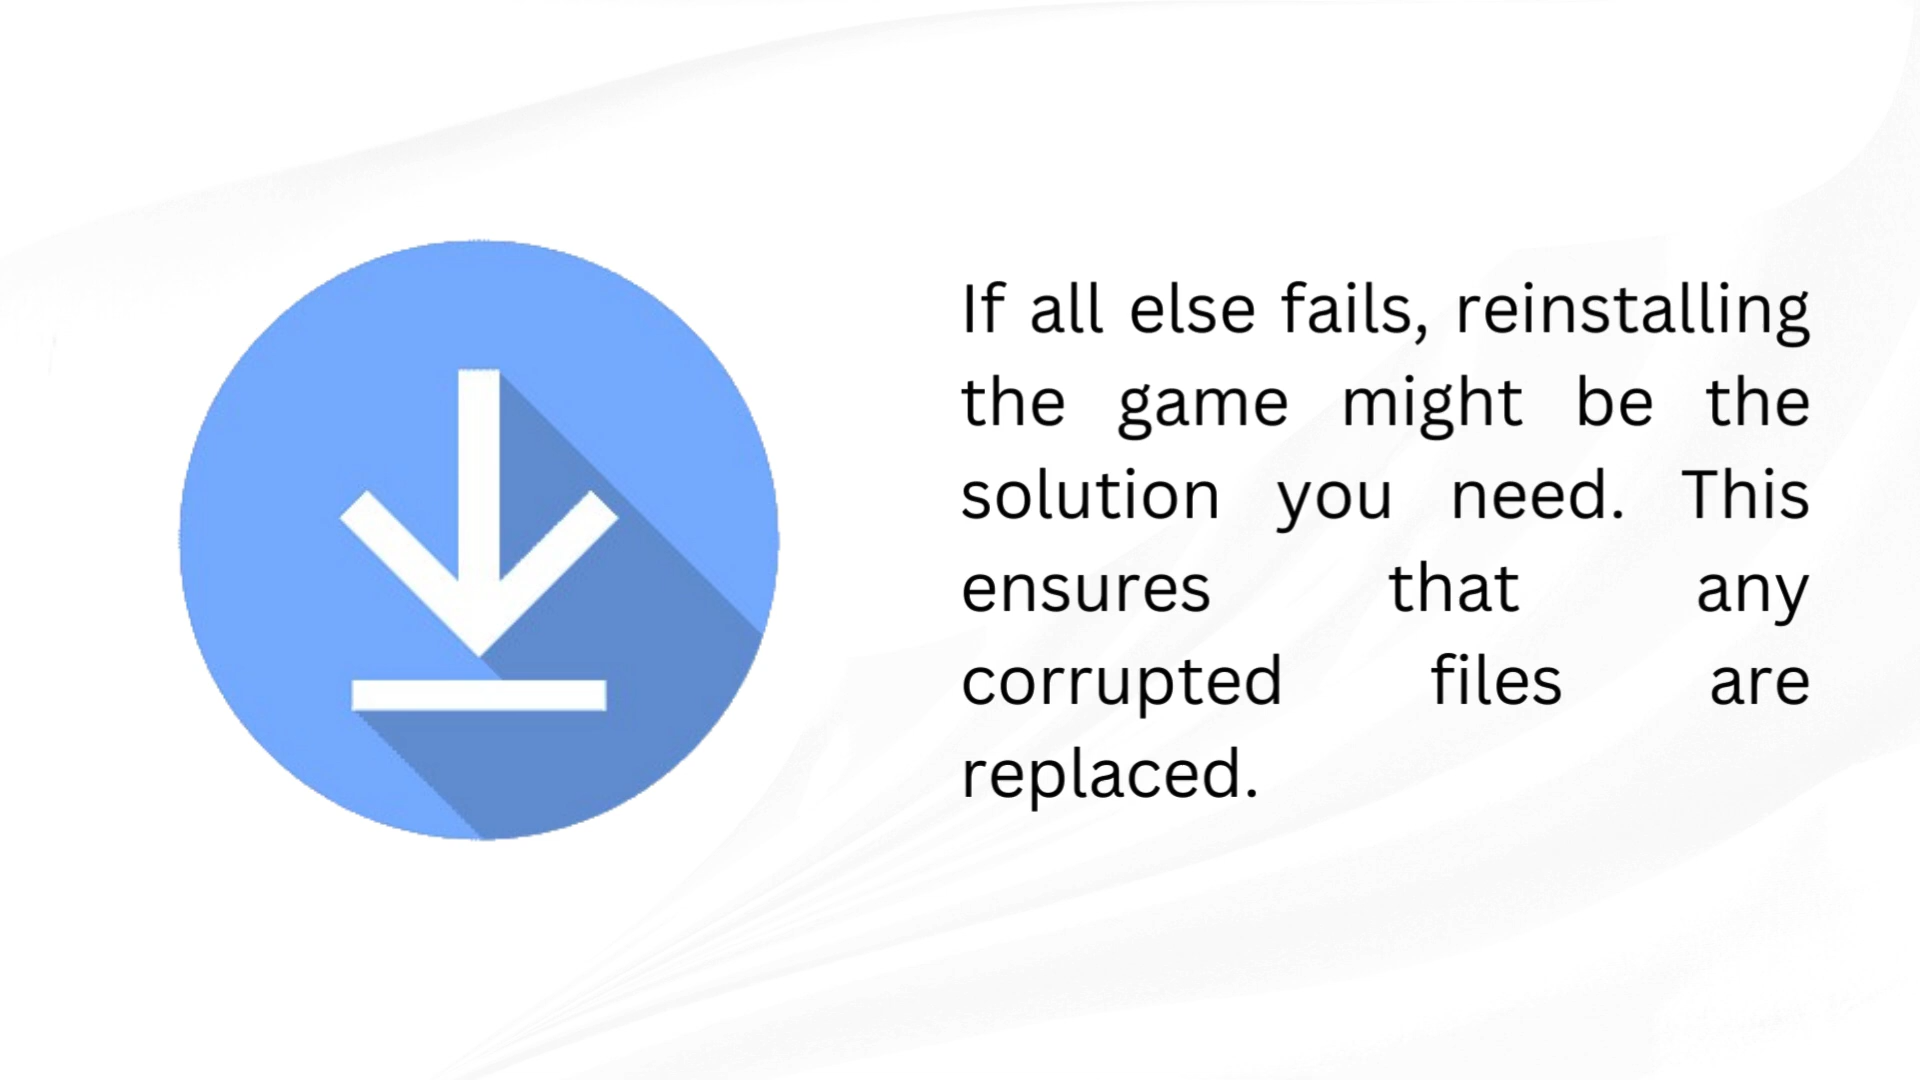 If all else fails, reinstalling
the game might be the
solution you need. This
ensures that any
corrupted files are
replaced.